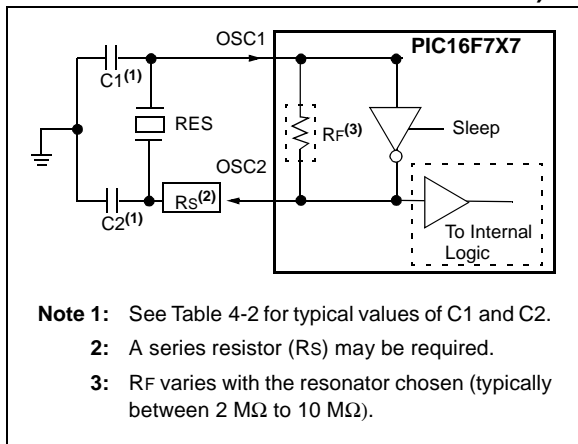 OSC1
PIC16F7X7
C1(1)
RES
RF(3)
Sleep
OSC2
RS(2)
C2(1)
To Internal
Logic
Note 1: See Table 4-2 for typical values of C1 and C2.
2: A series resistor (RS) may be required.
3: RF varies with the resonator chosen (typically
between 2 MΩ to 10 MΩ).